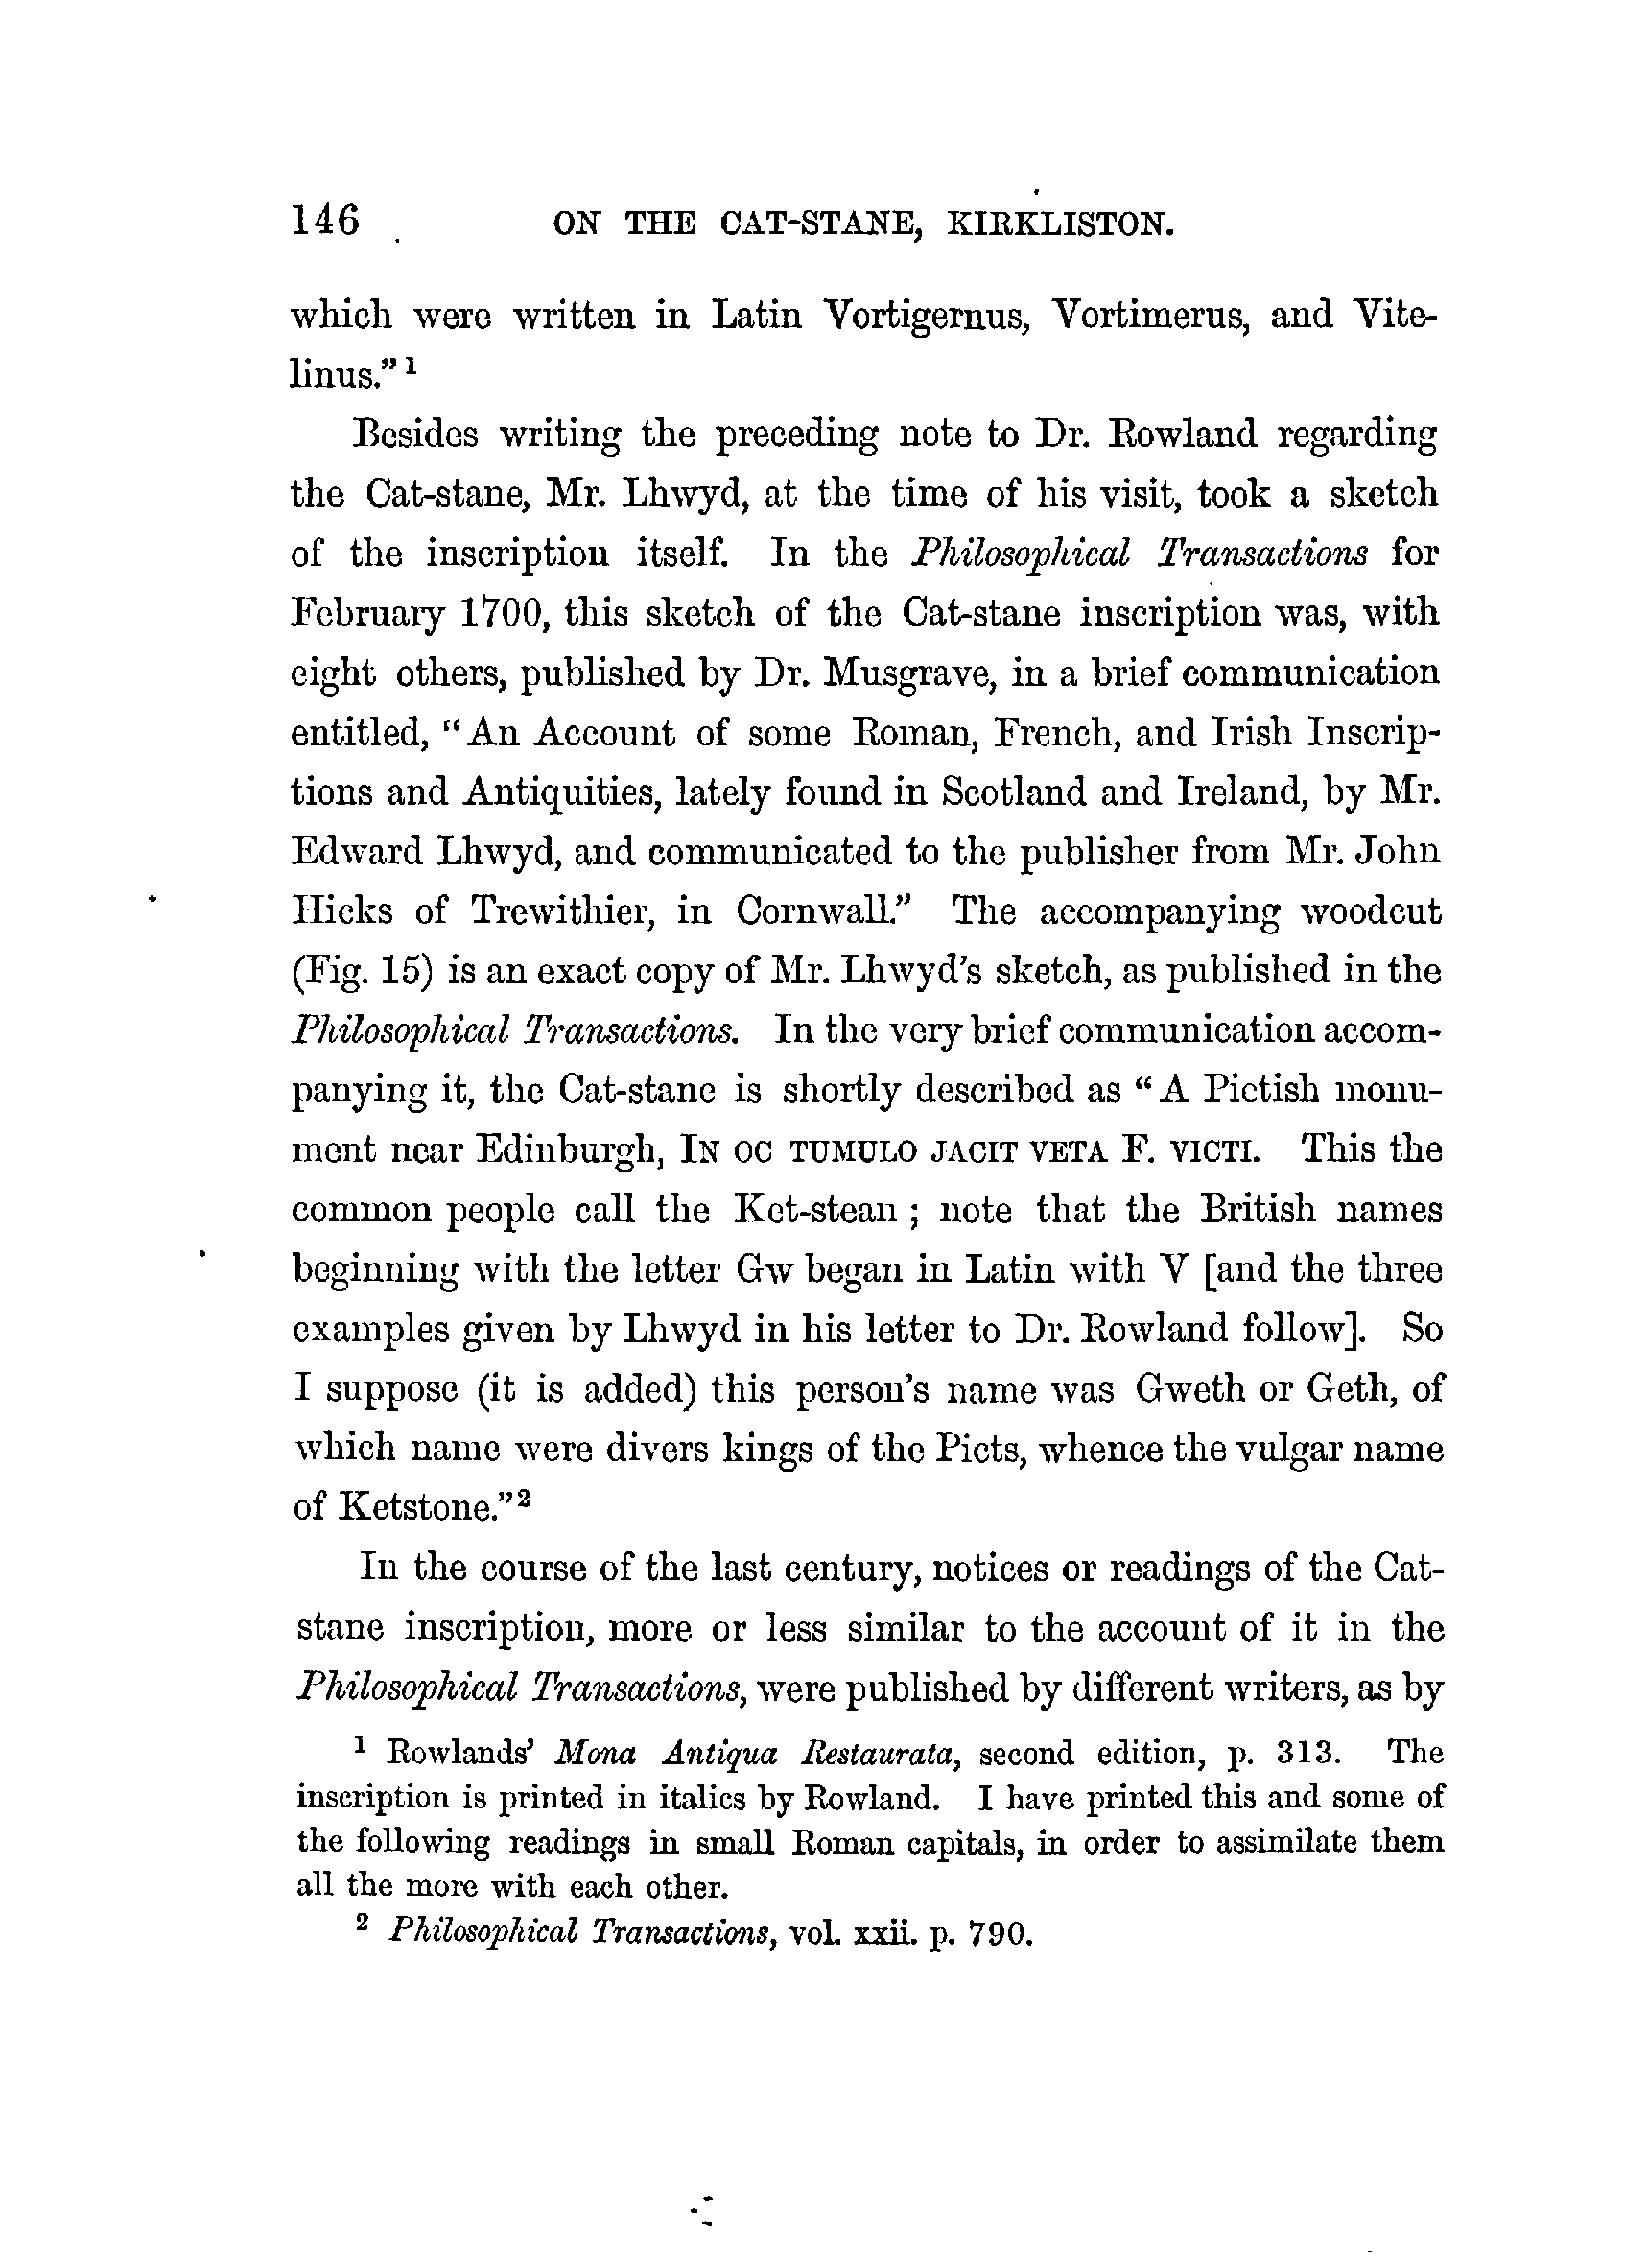 146 ON THE CAT-STANE, KIRKLISTON.
which were written in Latin Vortigernus, Vortimerus, and Vite-
linus.” 1
Besides writing the preceding note to Dr. Rowland regarding
the Cat-stane, Mr. Lhwyd, at the time of his visit, took a sketch
of the inscription itself. In the Philosophical Transactions for
February 1700, this sketch of the Cat-stane inscription was, with
eight others, published by Dr. Musgrave, in a brief communication
entitled, “An Account of some Roman, French, and Irish Inscrip-
tions and Antiquities, lately found in Scotland and Ireland, by Mr.
Edward Lhwyd, and communicated to the publisher from Mr. John
Hicks of Trewithier, in Cornwall.” The accompanying woodcut
(Fig. 15) is an exact copy of Mr. Lhwyd’s sketch, as published in the
Philosophical Transactions. In the very brief communication accom-
panying it, the Cat-stane is shortly described as “A Pictish monu-
ment near Edinburgh, IN OC TUMULO JACIT VETA F. VICTI. This the
common people call the Ket-stean ; note that the British names
beginning with the letter Gw began in Latin with V [and the three
examples given by Lhwyd in his letter to Dr. Rowland follow]. So
I suppose (it is added) this person’s name was Gweth or Geth, of
which name were divers kings of the Picts, whence the vulgar name
of Ketstone.” 2
In the course of the last century, notices or readings of the Cat-
stane inscription, more or less similar to the account of it in the
Philosophical Transactions, were published by different writers, as by
1 Rowlands’ Mona Antiqua Restaurata, second edition, p. 313. The
inscription is printed in italics by Rowland. I have printed this and some of
the following readings in small Roman capitals, in order to assimilate them
all the more with each other.
2 Philosophical Transactions, vol. xxii. p. 790.